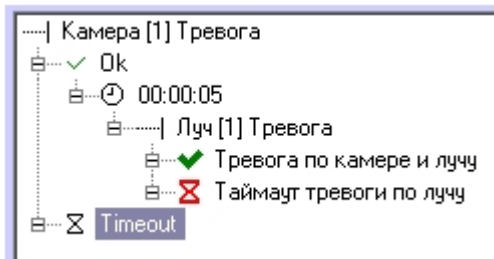 Камера [1] Тревога
Ok
00:00:05
Луч [1] Тревога
Тревога по камере и лучу
Таймаут тревоги по лучу
Timeout